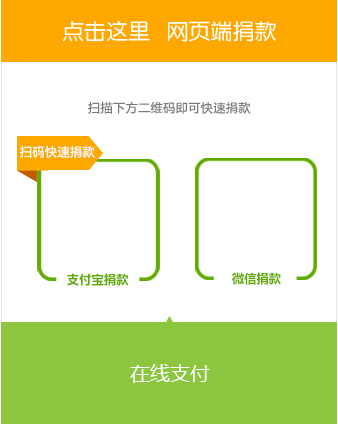 点击这里 网页端捐款
扫描下方二维码即可快速捐款
扫码快速捐款
支付宝捐款
微信捐款
在线支付